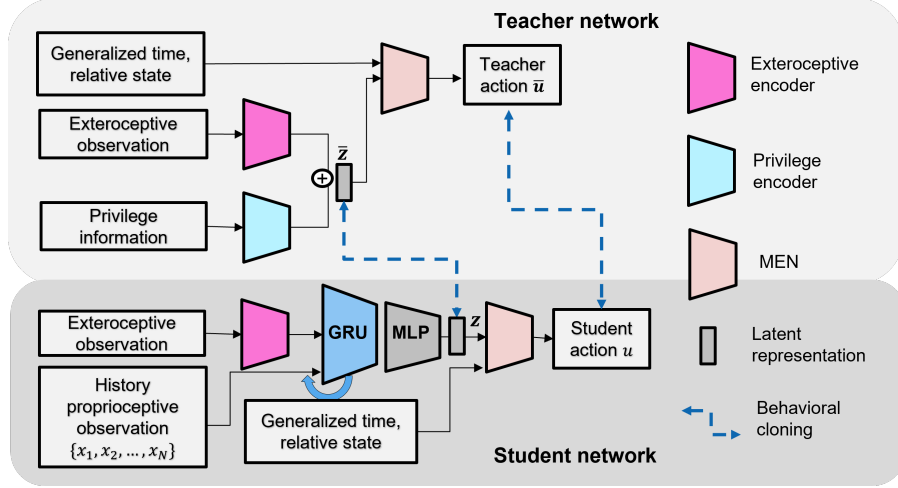 Teacher network
Generalized time,
relative state
Exteroceptive
observation
Privilege
information
z̄
+
Teacher
action ū
Exteroceptive
encoder
Privilege
encoder
MEN
Exteroceptive
observation
History
proprioceptive
observation
{x₁, x₂, … , x_N}
GRU
MLP
z
Generalized time,
relative state
Student
action u
Latent
representation
Behavioral
cloning
Student network